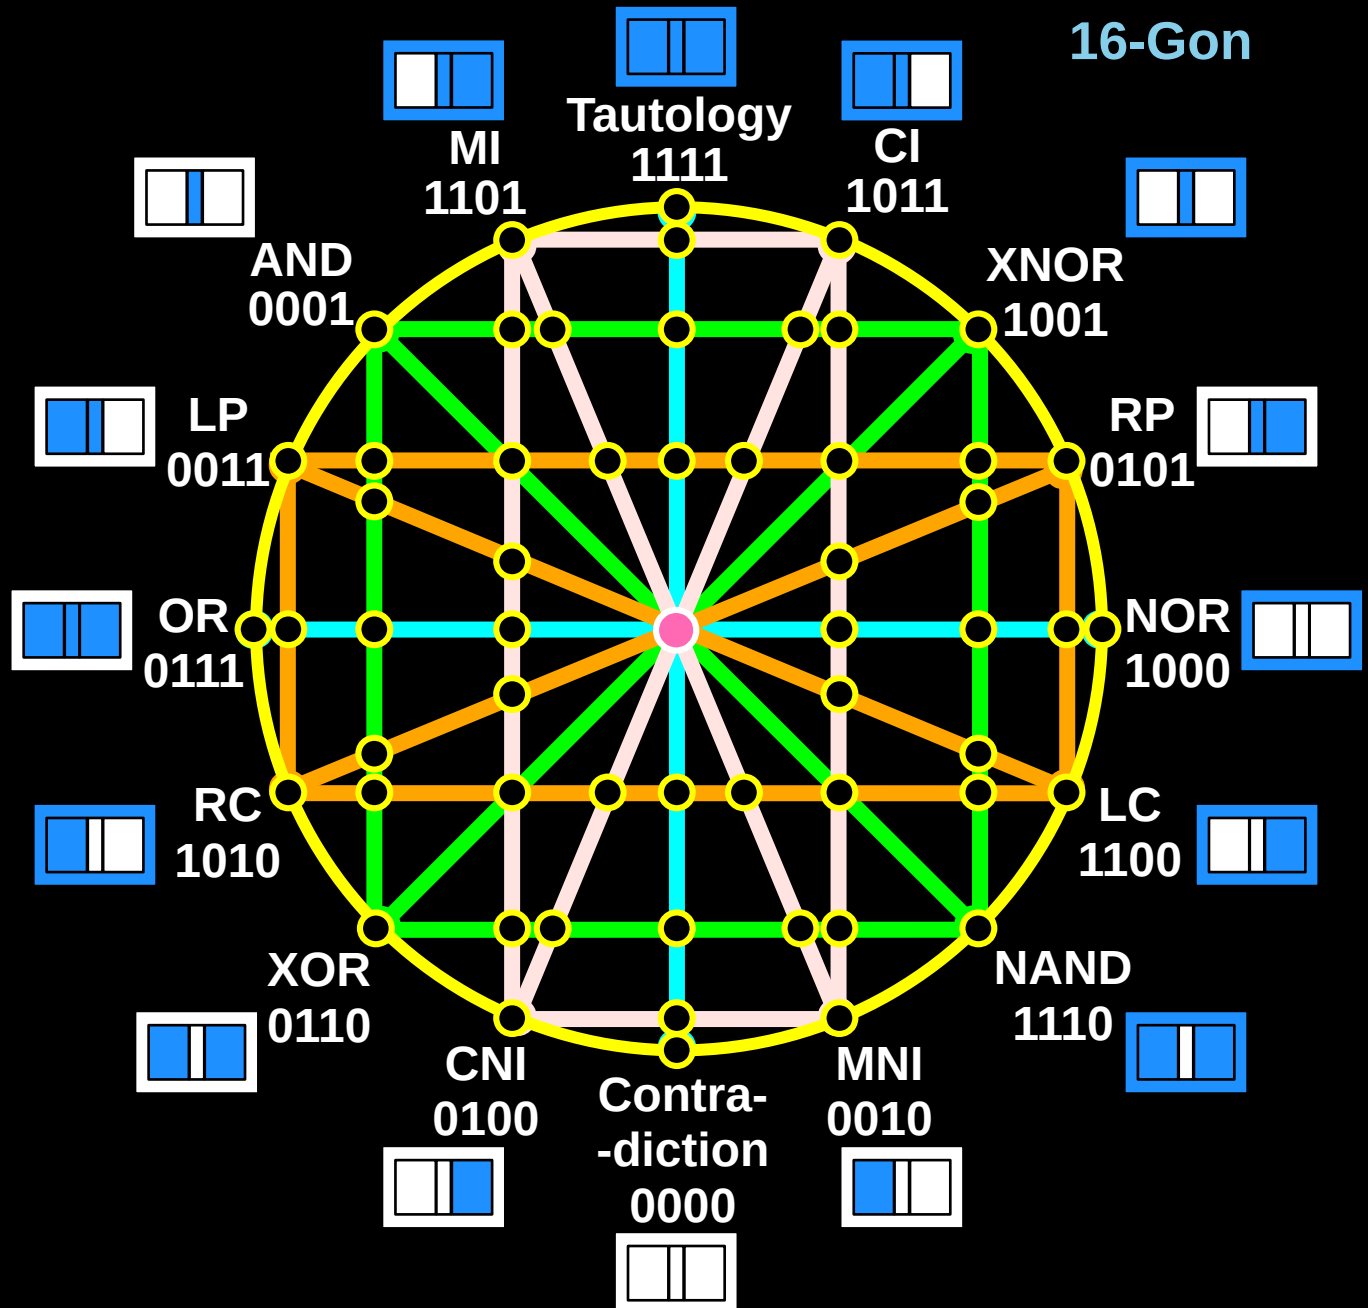 16-Gon
Tautology
1111
MI
1101
CI
1011
AND
0001
XNOR
1001
LP
0011
RP
0101
OR
0111
NOR
1000
RC
1010
LC
1100
XOR
0110
NAND
1110
CNI
0100
Contra-
-diction
0000
MNI
0010